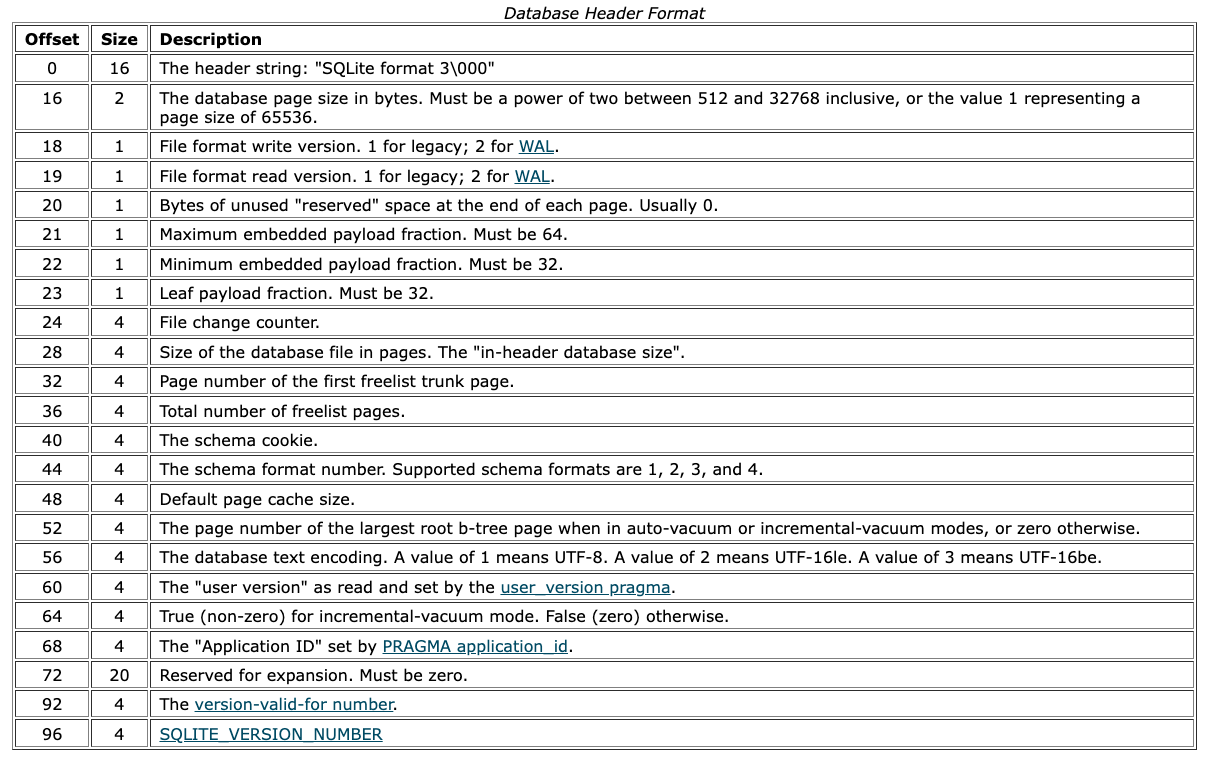 Database Header Format
Offset Size Description
0 16 The header string: "SQLite format 3\000"
16 2 The database page size in bytes. Must be a power of two between 512 and 32768 inclusive, or the value 1 representing a
page size of 65536.
18 1 File format write version. 1 for legacy; 2 for WAL.
19 1 File format read version. 1 for legacy; 2 for WAL.
20 1 Bytes of unused "reserved" space at the end of each page. Usually 0.
21 1 Maximum embedded payload fraction. Must be 64.
22 1 Minimum embedded payload fraction. Must be 32.
23 1 Leaf payload fraction. Must be 32.
24 4 File change counter.
28 4 Size of the database file in pages. The "in-header database size".
32 4 Page number of the first freelist trunk page.
36 4 Total number of freelist pages.
40 4 The schema cookie.
44 4 The schema format number. Supported schema formats are 1, 2, 3, and 4.
48 4 Default page cache size.
52 4 The page number of the largest root b-tree page when in auto-vacuum or incremental-vacuum modes, or zero otherwise.
56 4 The database text encoding. A value of 1 means UTF-8. A value of 2 means UTF-16le. A value of 3 means UTF-16be.
60 4 The "user version" as read and set by the user_version pragma.
64 4 True (non-zero) for incremental-vacuum mode. False (zero) otherwise.
68 4 The "Application ID" set by PRAGMA application_id.
72 20 Reserved for expansion. Must be zero.
92 4 The version-valid-for number.
96 4 SQLITE_VERSION_NUMBER